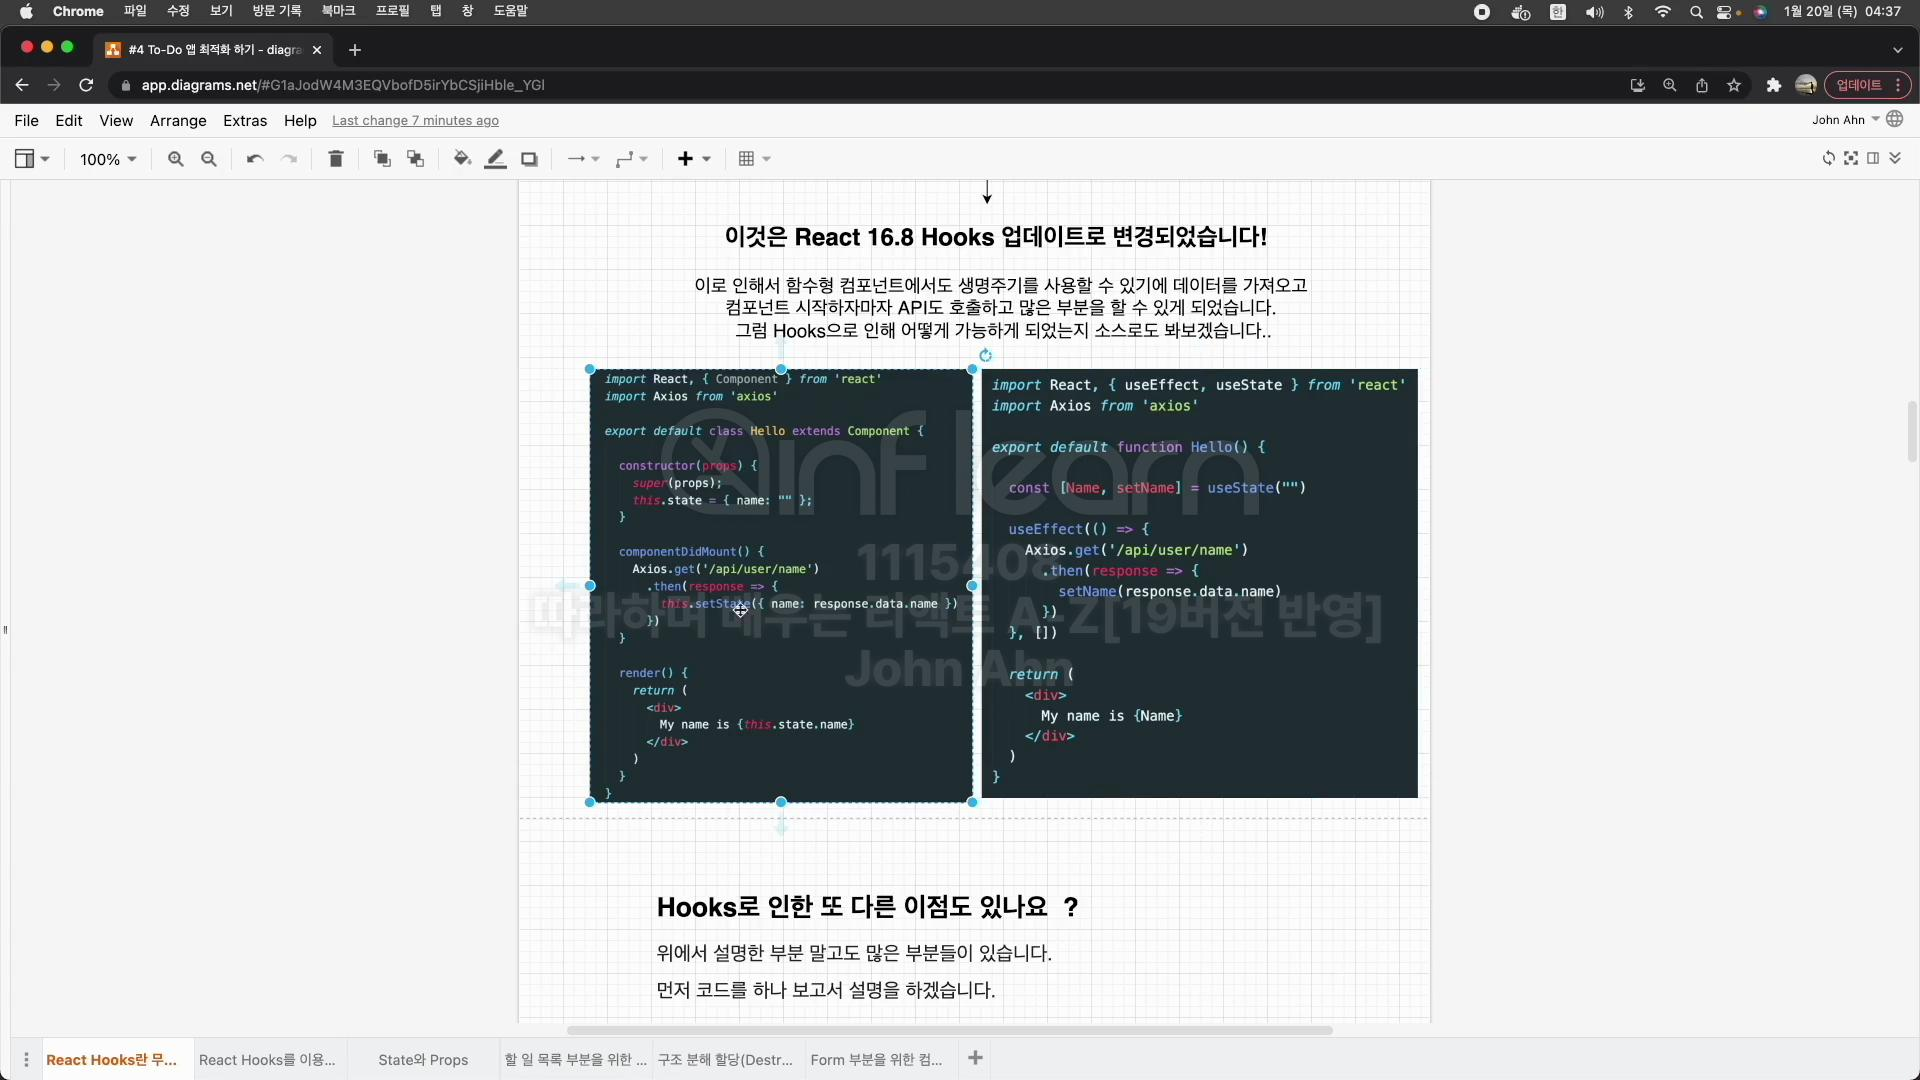 Chrome 파일 수정 보기 방문 기록 북마크 프로필 탭 창 도움말
한 1월 20일 (목) 04:37
#4 To-Do 앱 최적화 하기 - diagra
app.diagrams.net/#G1aJodW4M3EQVbofD5irYbCSjiHble_YGl
업데이트
File Edit View Arrange Extras Help Last change 7 minutes ago
John Ahn
100%
이것은 React 16.8 Hooks 업데이트로 변경되었습니다!
이로 인해서 함수형 컴포넌트에서도 생명주기를 사용할 수 있기에 데이터를 가져오고
컴포넌트 시작하자마자 API도 호출하고 많은 부분을 할 수 있게 되었습니다.
그럼 Hooks으로 인해 어떻게 가능하게 되었는지 소스로도 봐보겠습니다..
import React, { Component } from 'react'
import Axios from 'axios'
export default class Hello extends Component {
constructor(props) {
super(props);
this.state = { name: "" };
}
componentDidMount() {
Axios.get('/api/user/name')
.then(response => {
this.setState({ name: response.data.name })
})
}
render() {
return (
<div>
My name is {this.state.name}
</div>
)
}
}
import React, { useEffect, useState } from 'react'
import Axios from 'axios'
export default function Hello() {
const [Name, setName] = useState("")
useEffect(() => {
Axios.get('/api/user/name')
.then(response => {
setName(response.data.name)
})
}, [])
return (
<div>
My name is {Name}
</div>
)
}
inflearn
1115408
따라하며 배우는 리액트 A-Z[19버전 반영]
John Ahn
Hooks로 인한 또 다른 이점도 있나요 ?
위에서 설명한 부분 말고도 많은 부분들이 있습니다.
먼저 코드를 하나 보고서 설명을 하겠습니다.
React Hooks란 무... React Hooks를 이용... State와 Props 할 일 목록 부분을 위한 ... 구조 분해 할당(Destr... Form 부분을 위한 컴...